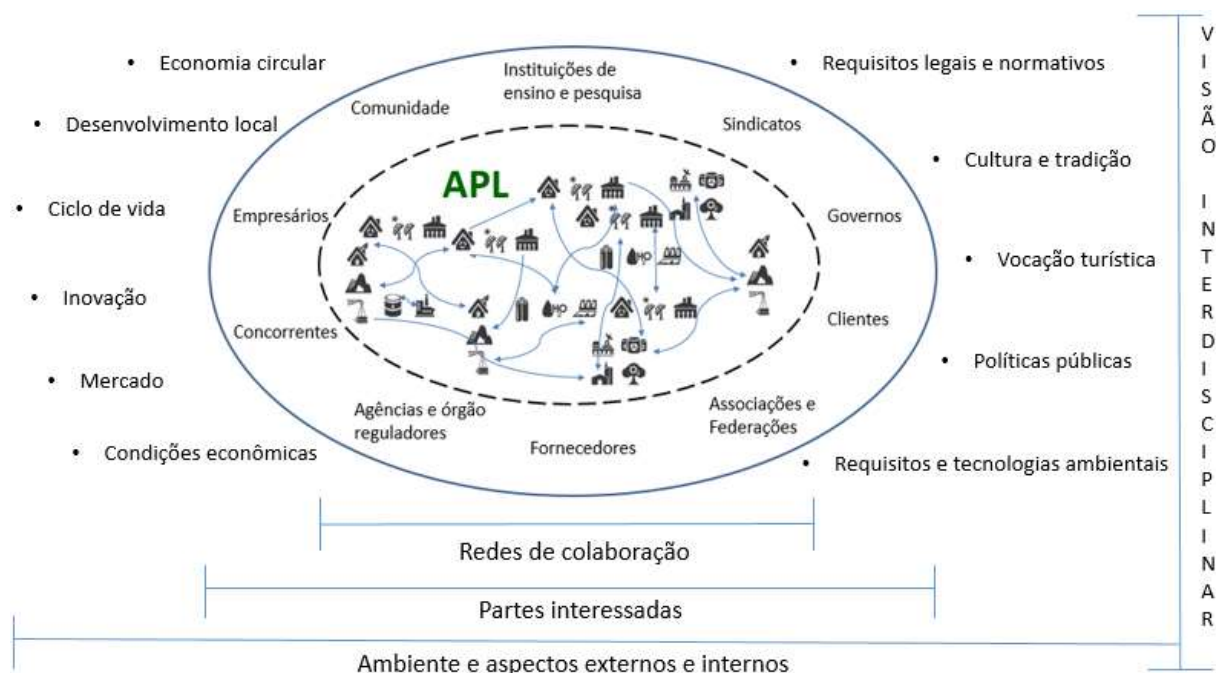 • Economia circular
Instituições de
ensino e pesquisa
• Requisitos legais e normativos
Comunidade
Sindicatos
• Desenvolvimento local
• Cultura e tradição
APL
• Ciclo de vida
Empresários
Governos
• Vocação turística
• Inovação
Concorrentes
Clientes
• Políticas públicas
• Mercado
Agências e órgão
reguladores
Associações e
Federações
Fornecedores
• Condições econômicas
• Requisitos e tecnologias ambientais
Redes de colaboração
Partes interessadas
Ambiente e aspectos externos e internos
VISÃO INTERDISCIPLINAR